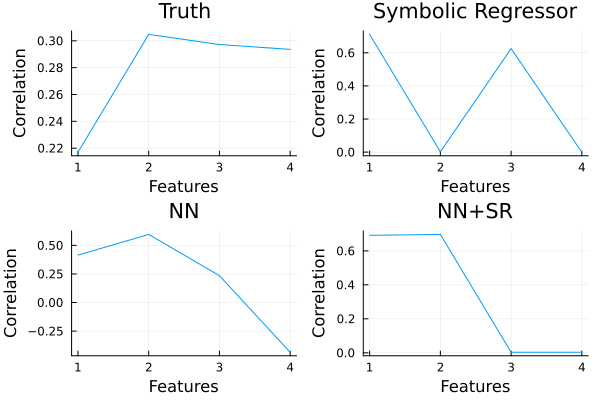 Truth
Correlation
0.30
0.28
0.26
0.24
0.22
1 2 3 4
Features
Symbolic Regressor
Correlation
0.6
0.4
0.2
0.0
1 2 3 4
Features
NN
Correlation
0.50
0.25
0.00
−0.25
1 2 3 4
Features
NN+SR
Correlation
0.6
0.4
0.2
0.0
1 2 3 4
Features